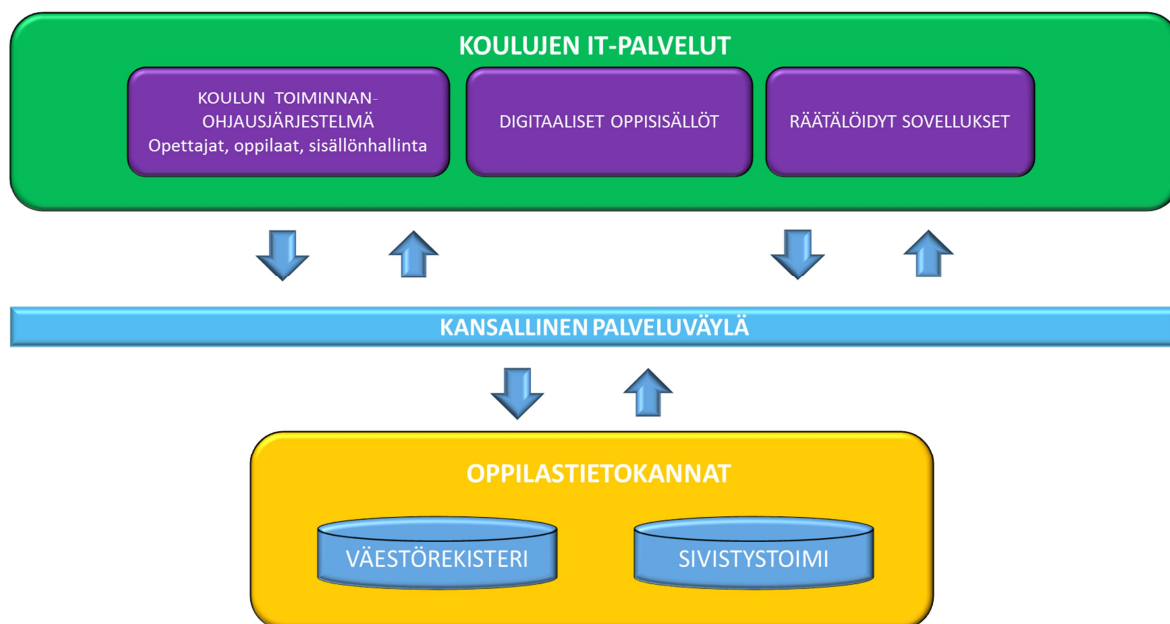 KOULUJEN IT-PALVELUT
KOULUN TOIMINNAN-
OHJAUSJÄRJESTELMÄ
Opettajat, oppilaat, sisällönhallinta
DIGITAALISET OPPISISÄLLÖT
RÄÄTÄLÖIDYT SOVELLUKSET
KANSALLINEN PALVELUVÄYLÄ
OPPILASTIETOKANNAT
VÄESTÖREKISTERI
SIVISTYSTOIMI